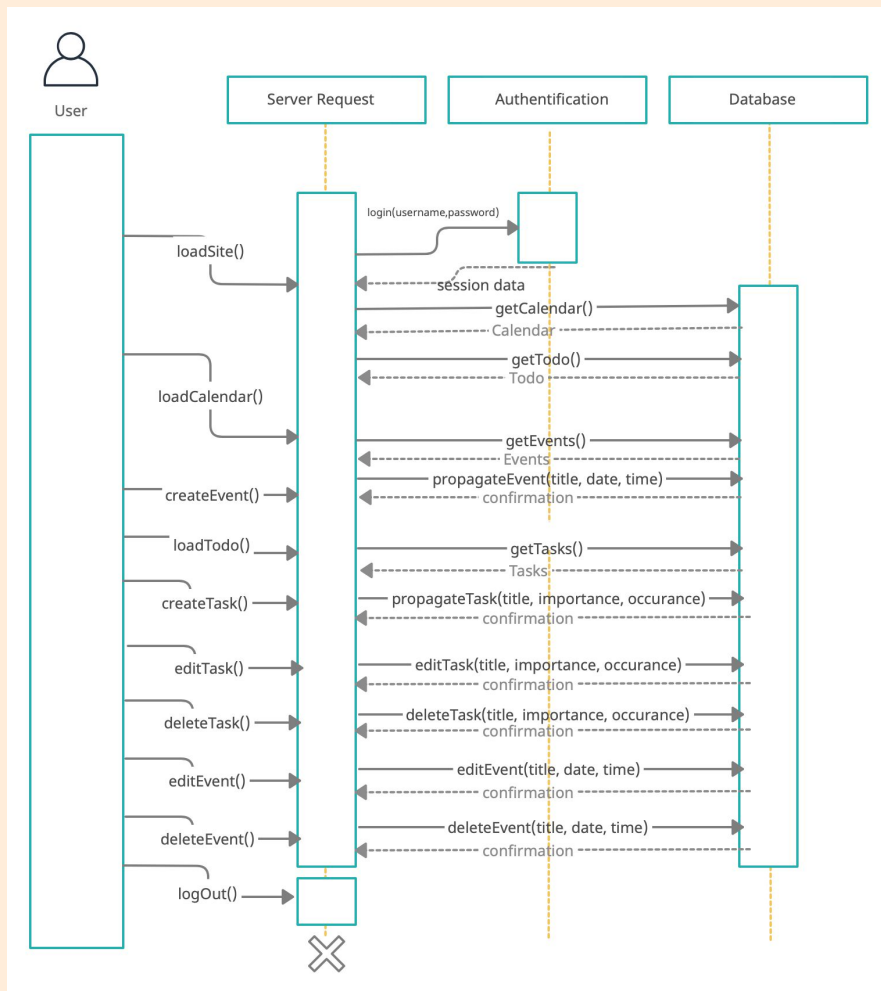 User
Server Request
Authentification
Database
login(username,password)
loadSite()
session data
getCalendar()
Calendar
getTodo()
Todo
loadCalendar()
getEvents()
Events
propagateEvent(title, date, time)
createEvent()
confirmation
loadTodo()
getTasks()
Tasks
createTask()
propagateTask(title, importance, occurance)
confirmation
editTask()
editTask(title, importance, occurance)
confirmation
deleteTask()
deleteTask(title, importance, occurance)
confirmation
editEvent()
editEvent(title, date, time)
confirmation
deleteEvent()
deleteEvent(title, date, time)
confirmation
logOut()